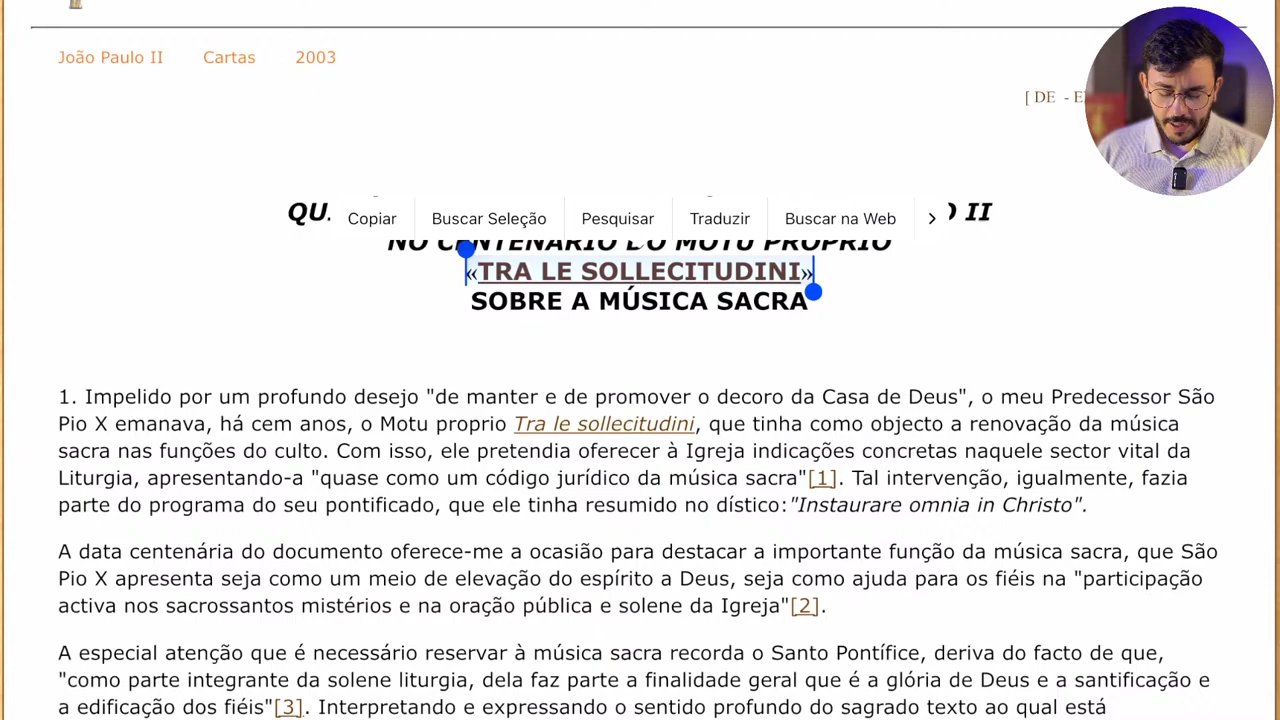 João Paulo II Cartas 2003
[ DE - E
QU. D II
Copiar Buscar Seleção Pesquisar Traduzir Buscar na Web
NO CENTENÁRIO DO MOTU PROPRIO
«TRA LE SOLLECITUDINI»
SOBRE A MÚSICA SACRA
1. Impelido por um profundo desejo "de manter e de promover o decoro da Casa de Deus", o meu Predecessor São
Pio X emanava, há cem anos, o Motu proprio Tra le sollecitudini, que tinha como objecto a renovação da música
sacra nas funções do culto. Com isso, ele pretendia oferecer à Igreja indicações concretas naquele sector vital da
Liturgia, apresentando-a "quase como um código jurídico da música sacra"[1]. Tal intervenção, igualmente, fazia
parte do programa do seu pontificado, que ele tinha resumido no dístico:"Instaurare omnia in Christo".
A data centenária do documento oferece-me a ocasião para destacar a importante função da música sacra, que São
Pio X apresenta seja como um meio de elevação do espírito a Deus, seja como ajuda para os fiéis na "participação
activa nos sacrossantos mistérios e na oração pública e solene da Igreja"[2].
A especial atenção que é necessário reservar à música sacra recorda o Santo Pontífice, deriva do facto de que,
"como parte integrante da solene liturgia, dela faz parte a finalidade geral que é a glória de Deus e a santificação e
a edificação dos fiéis"[3]. Interpretando e expressando o sentido profundo do sagrado texto ao qual está